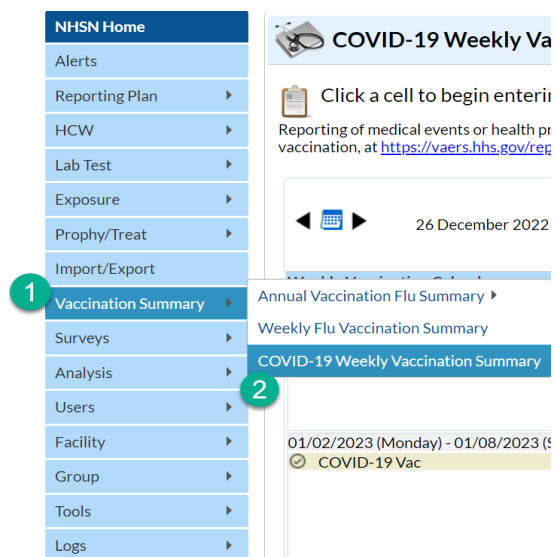 NHSN Home
Alerts
Reporting Plan
HCW
Lab Test
Exposure
Prophy/Treat
Import/Export
1
Vaccination Summary
Surveys
Analysis
Users
Facility
Group
Tools
Logs
Annual Vaccination Flu Summary
Weekly Flu Vaccination Summary
COVID-19 Weekly Vaccination Summary
2
COVID-19 Weekly Va
Click a cell to begin enterin
Reporting of medical events or health pr
vaccination, at https://vaers.hhs.gov/rep
26 December 2022
01/02/2023 (Monday) - 01/08/2023 (S
COVID-19 Vac